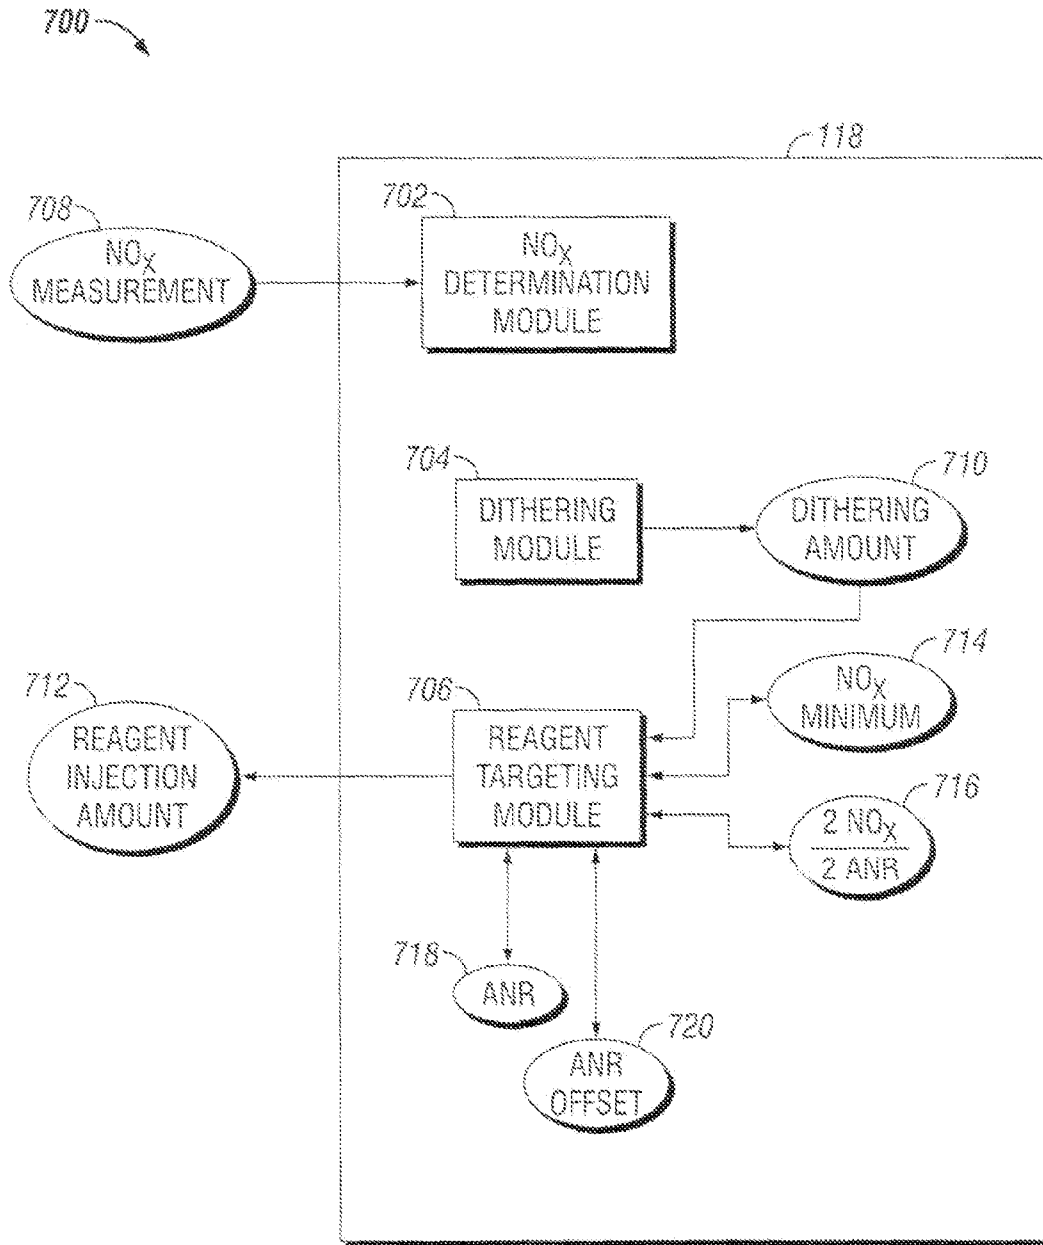 700
118
702
708
NOX
MEASUREMENT
NOX
DETERMINATION
MODULE
704
710
DITHERING
MODULE
DITHERING
AMOUNT
714
712
706
NOX
MINIMUM
REAGENT
INJECTION
AMOUNT
REAGENT
TARGETING
MODULE
716
2 NOX
2 ANR
718
ANR
720
ANR
OFFSET